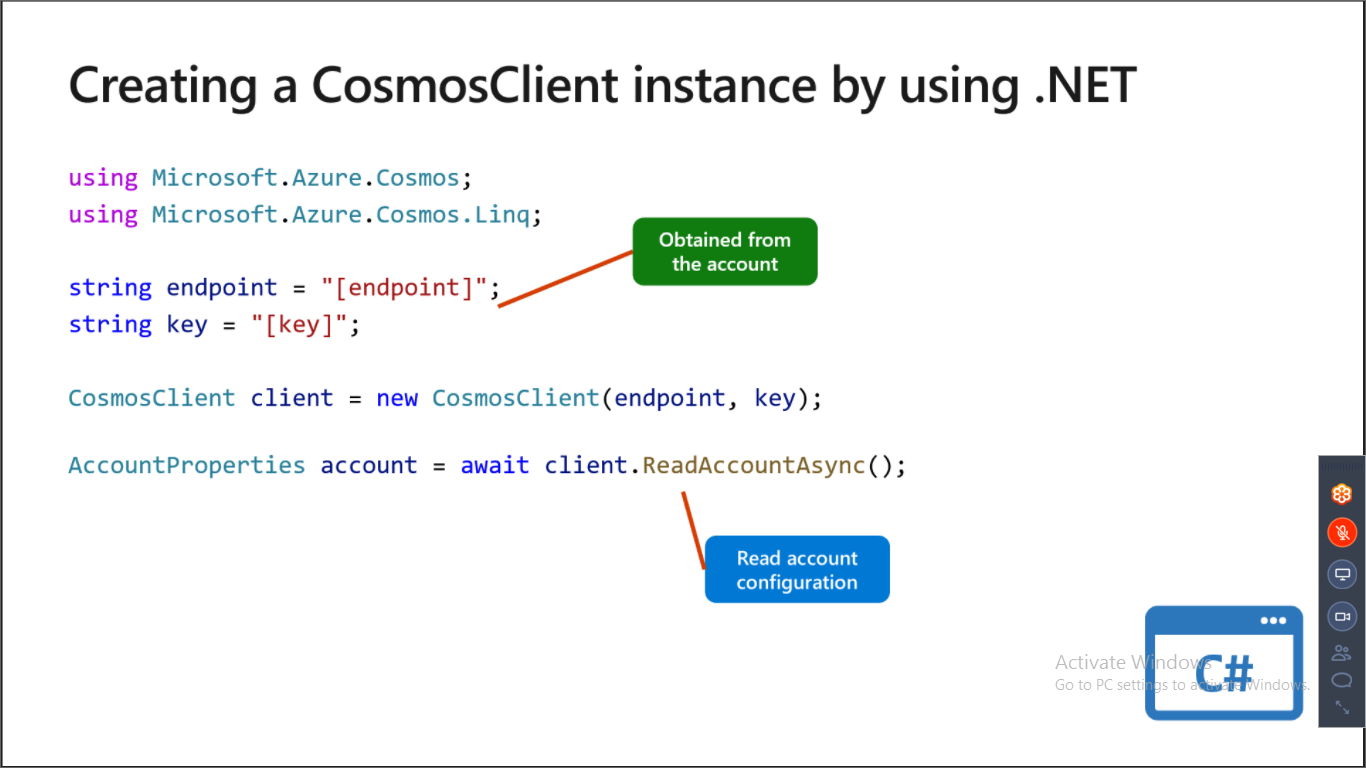 Creating a CosmosClient instance by using .NET
using Microsoft.Azure.Cosmos;
using Microsoft.Azure.Cosmos.Linq;
Obtained from
the account
string endpoint = "[endpoint]";
string key = "[key]";
CosmosClient client = new CosmosClient(endpoint, key);
AccountProperties account = await client.ReadAccountAsync();
Read account
configuration
C#
Activate Windows
Go to PC settings to activate Windows.